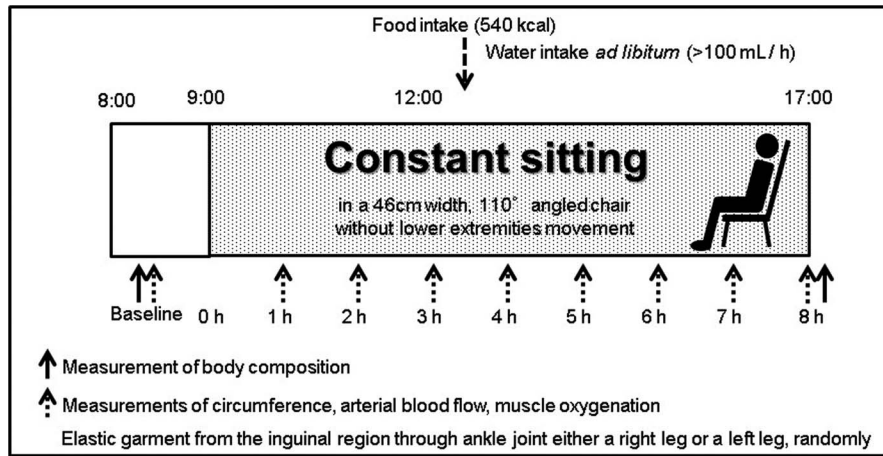 Food intake (540 kcal)
Water intake ad libitum (>100 mL/ h)
8:00 9:00 12:00 17:00
Constant sitting
in a 46cm width, 110° angled chair
without lower extremities movement
Baseline 0 h 1 h 2 h 3 h 4 h 5 h 6 h 7 h 8 h
Measurement of body composition
Measurements of circumference, arterial blood flow, muscle oxygenation
Elastic garment from the inguinal region through ankle joint either a right leg or a left leg, randomly